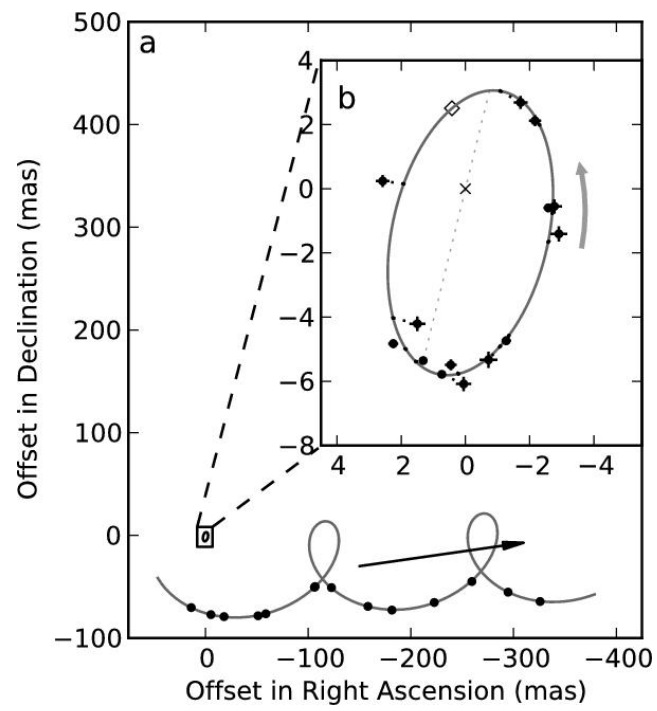 500
400
300
200
100
0
−100
a
b
4
2
0
−2
−4
−6
−8
4 2 0 −2 −4
0 −100 −200 −300 −400
Offset in Declination (mas)
Offset in Right Ascension (mas)